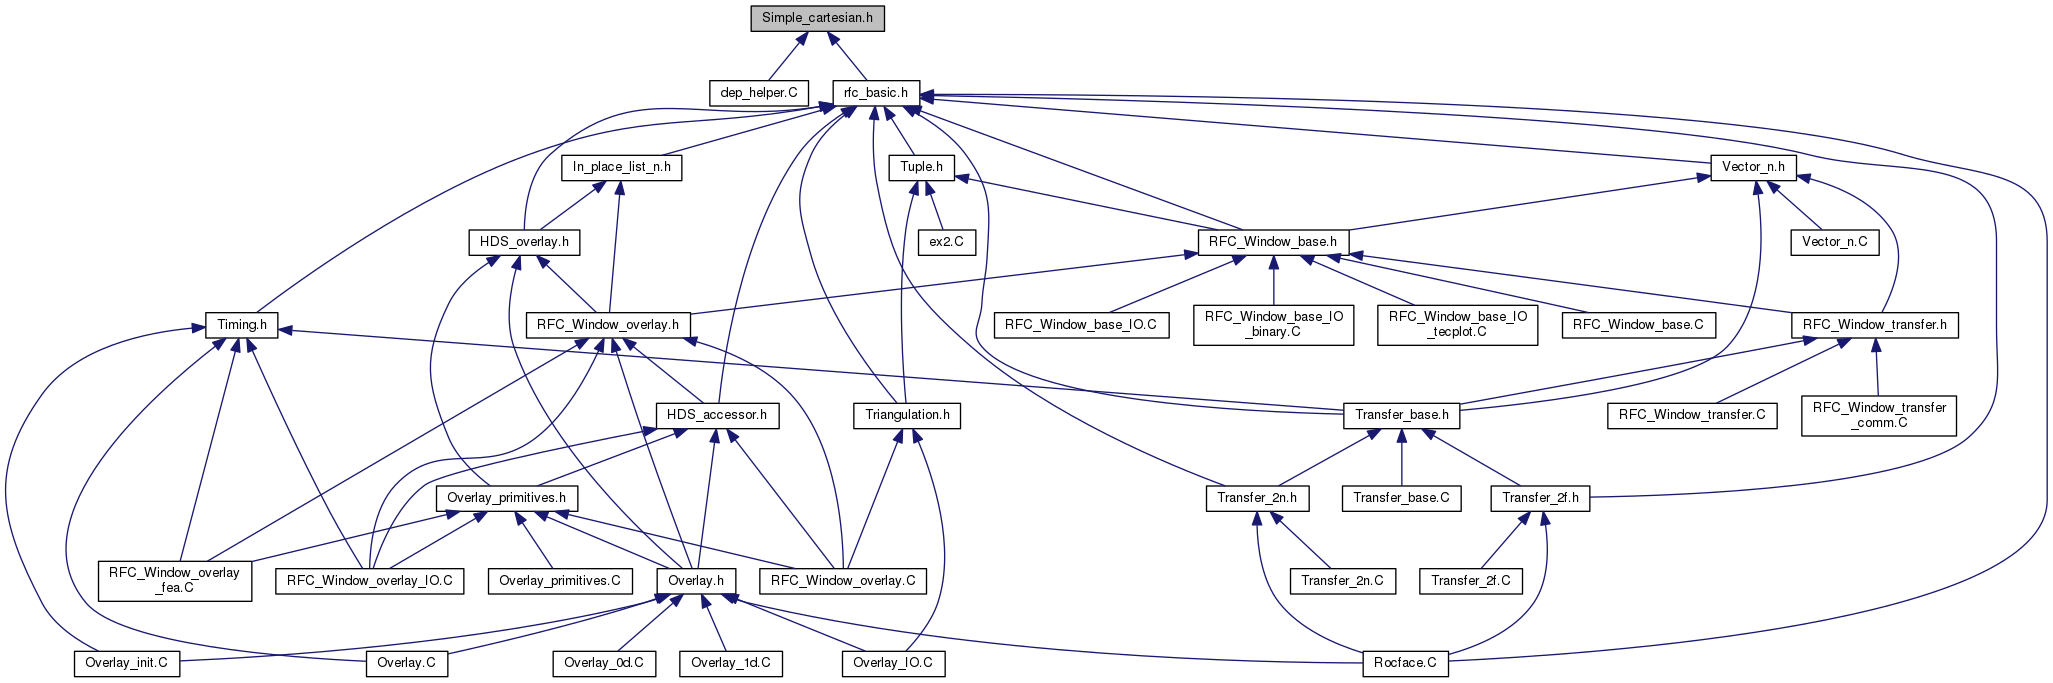 Simple_cartesian.h
dep_helper.C
rfc_basic.h
In_place_list_n.h
Tuple.h
Vector_n.h
HDS_overlay.h
ex2.C
RFC_Window_base.h
Vector_n.C
Timing.h
RFC_Window_overlay.h
RFC_Window_base_IO.C
RFC_Window_base_IO
_binary.C
RFC_Window_base_IO
_tecplot.C
RFC_Window_base.C
RFC_Window_transfer.h
HDS_accessor.h
Triangulation.h
Transfer_base.h
RFC_Window_transfer.C
RFC_Window_transfer
_comm.C
Overlay_primitives.h
Transfer_2n.h
Transfer_base.C
Transfer_2f.h
RFC_Window_overlay
_fea.C
RFC_Window_overlay_IO.C
Overlay_primitives.C
Overlay.h
RFC_Window_overlay.C
Transfer_2n.C
Transfer_2f.C
Overlay_init.C
Overlay.C
Overlay_0d.C
Overlay_1d.C
Overlay_IO.C
Rocface.C